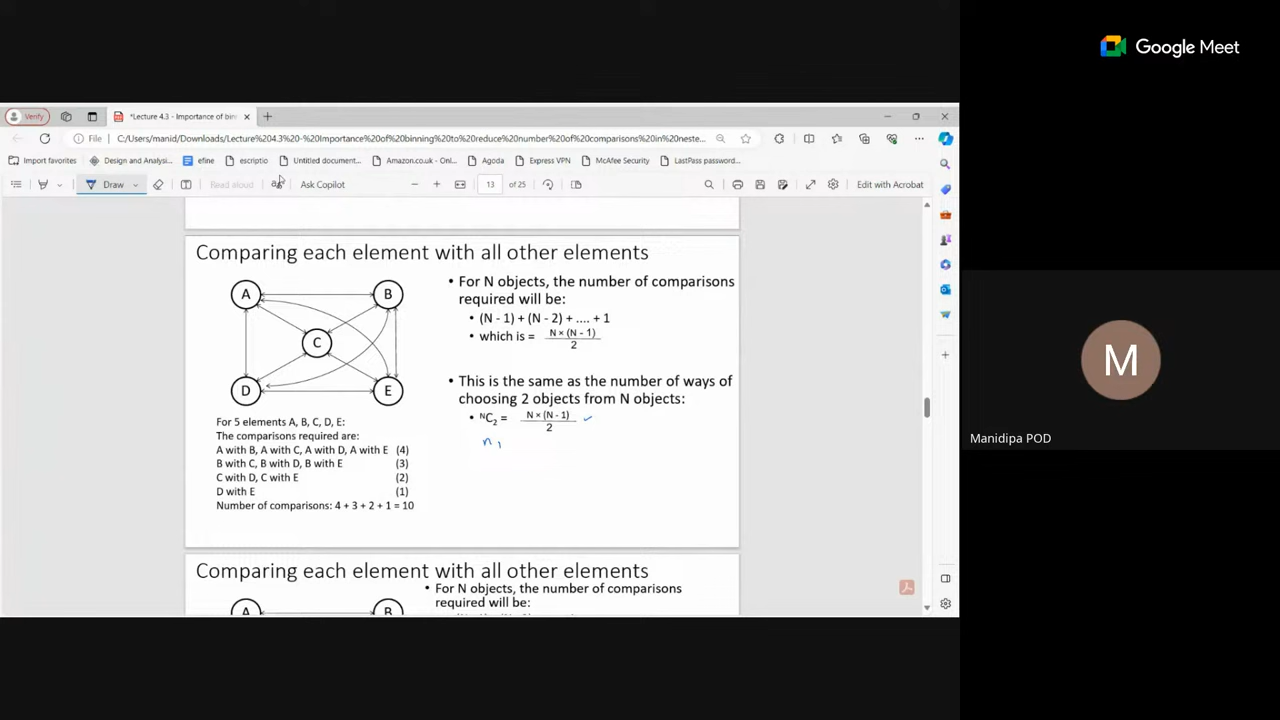 Google Meet
Verify
*Lecture 4.3 - Importance of binn
File
C:/Users/manid/Downloads/Lecture%204.3%20-%20Importance%20of%20binning%20to%20reduce%20number%20of%20comparisons%20in%20neste...
Import favorites
Design and Analysi...
efine
escriptio
Untitled document...
Amazon.co.uk - Onl...
Agoda
Express VPN
McAfee Security
LastPass password...
Draw
Read aloud
Ask Copilot
13 of 25
Edit with Acrobat
Comparing each element with all other elements
A
B
C
D
E
For 5 elements A, B, C, D, E:
The comparisons required are:
A with B, A with C, A with D, A with E (4)
B with C, B with D, B with E (3)
C with D, C with E (2)
D with E (1)
Number of comparisons: 4 + 3 + 2 + 1 = 10
• For N objects, the number of comparisons
required will be:
• (N - 1) + (N - 2) + .... + 1
• which is = N × (N - 1)
2
• This is the same as the number of ways of
choosing 2 objects from N objects:
• ᴺC₂ = N × (N - 1)
2
n
Comparing each element with all other elements
• For N objects, the number of comparisons
required will be:
A
B
M
Manidipa POD